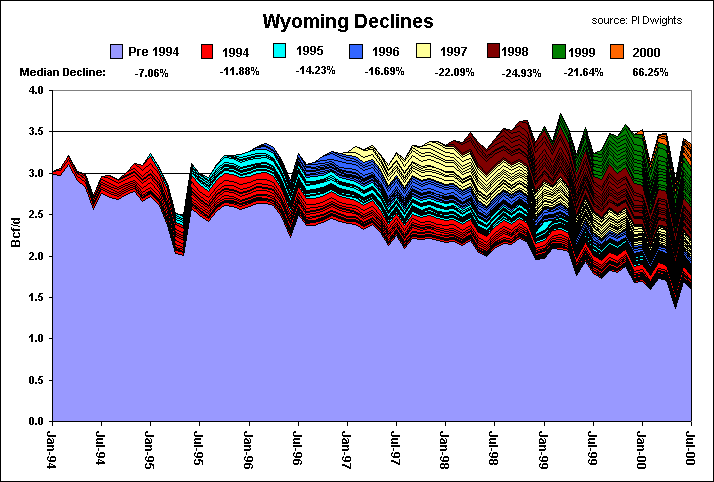 Wyoming Declines
source: PI Dwights
Pre 1994 1994 1995 1996 1997 1998 1999 2000
Median Decline: -7.06% -11.88% -14.23% -16.69% -22.09% -24.93% -21.64% 66.25%
4.0
3.5
3.0
2.5
2.0
1.5
1.0
0.5
0.0
Bcf/d
Jan-94 Jul-94 Jan-95 Jul-95 Jan-96 Jul-96 Jan-97 Jul-97 Jan-98 Jul-98 Jan-99 Jul-99 Jan-00 Jul-00